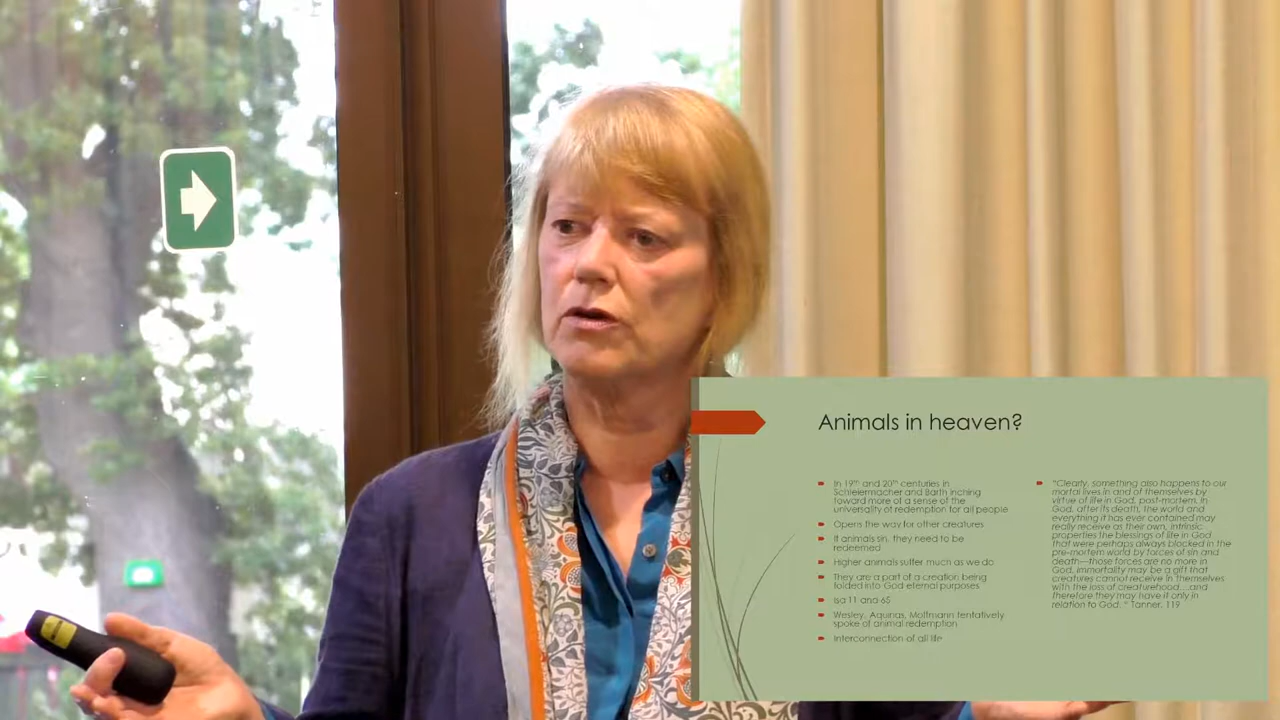 Animals in heaven?
In 19th and 20th centuries in
Schleiermacher and Barth inching
toward more of a sense of the
universality of redemption for all people
Opens the way for other creatures
If animals sin, they need to be
redeemed
Higher animals suffer much as we do
They are a part of a creation being
folded into God eternal purposes
Isa 11 and 65
Wesley, Aquinas, Moltmann tentatively
spoke of animal redemption
Interconnection of all life
"Clearly, something also happens to our
mortal lives in and of themselves by
virtue of life in God, post-mortem. In
God, after its death, the world and
everything it has ever contained may
really receive as their own, intrinsic
properties the blessings of life in God
that were perhaps always blocked in the
pre-mortem world by forces of sin and
death—those forces are no more in
God. Immortality may be a gift that
creatures cannot receive in themselves
with the loss of creaturehood...and
therefore they may have it only in
relation to God. " Tanner, 119